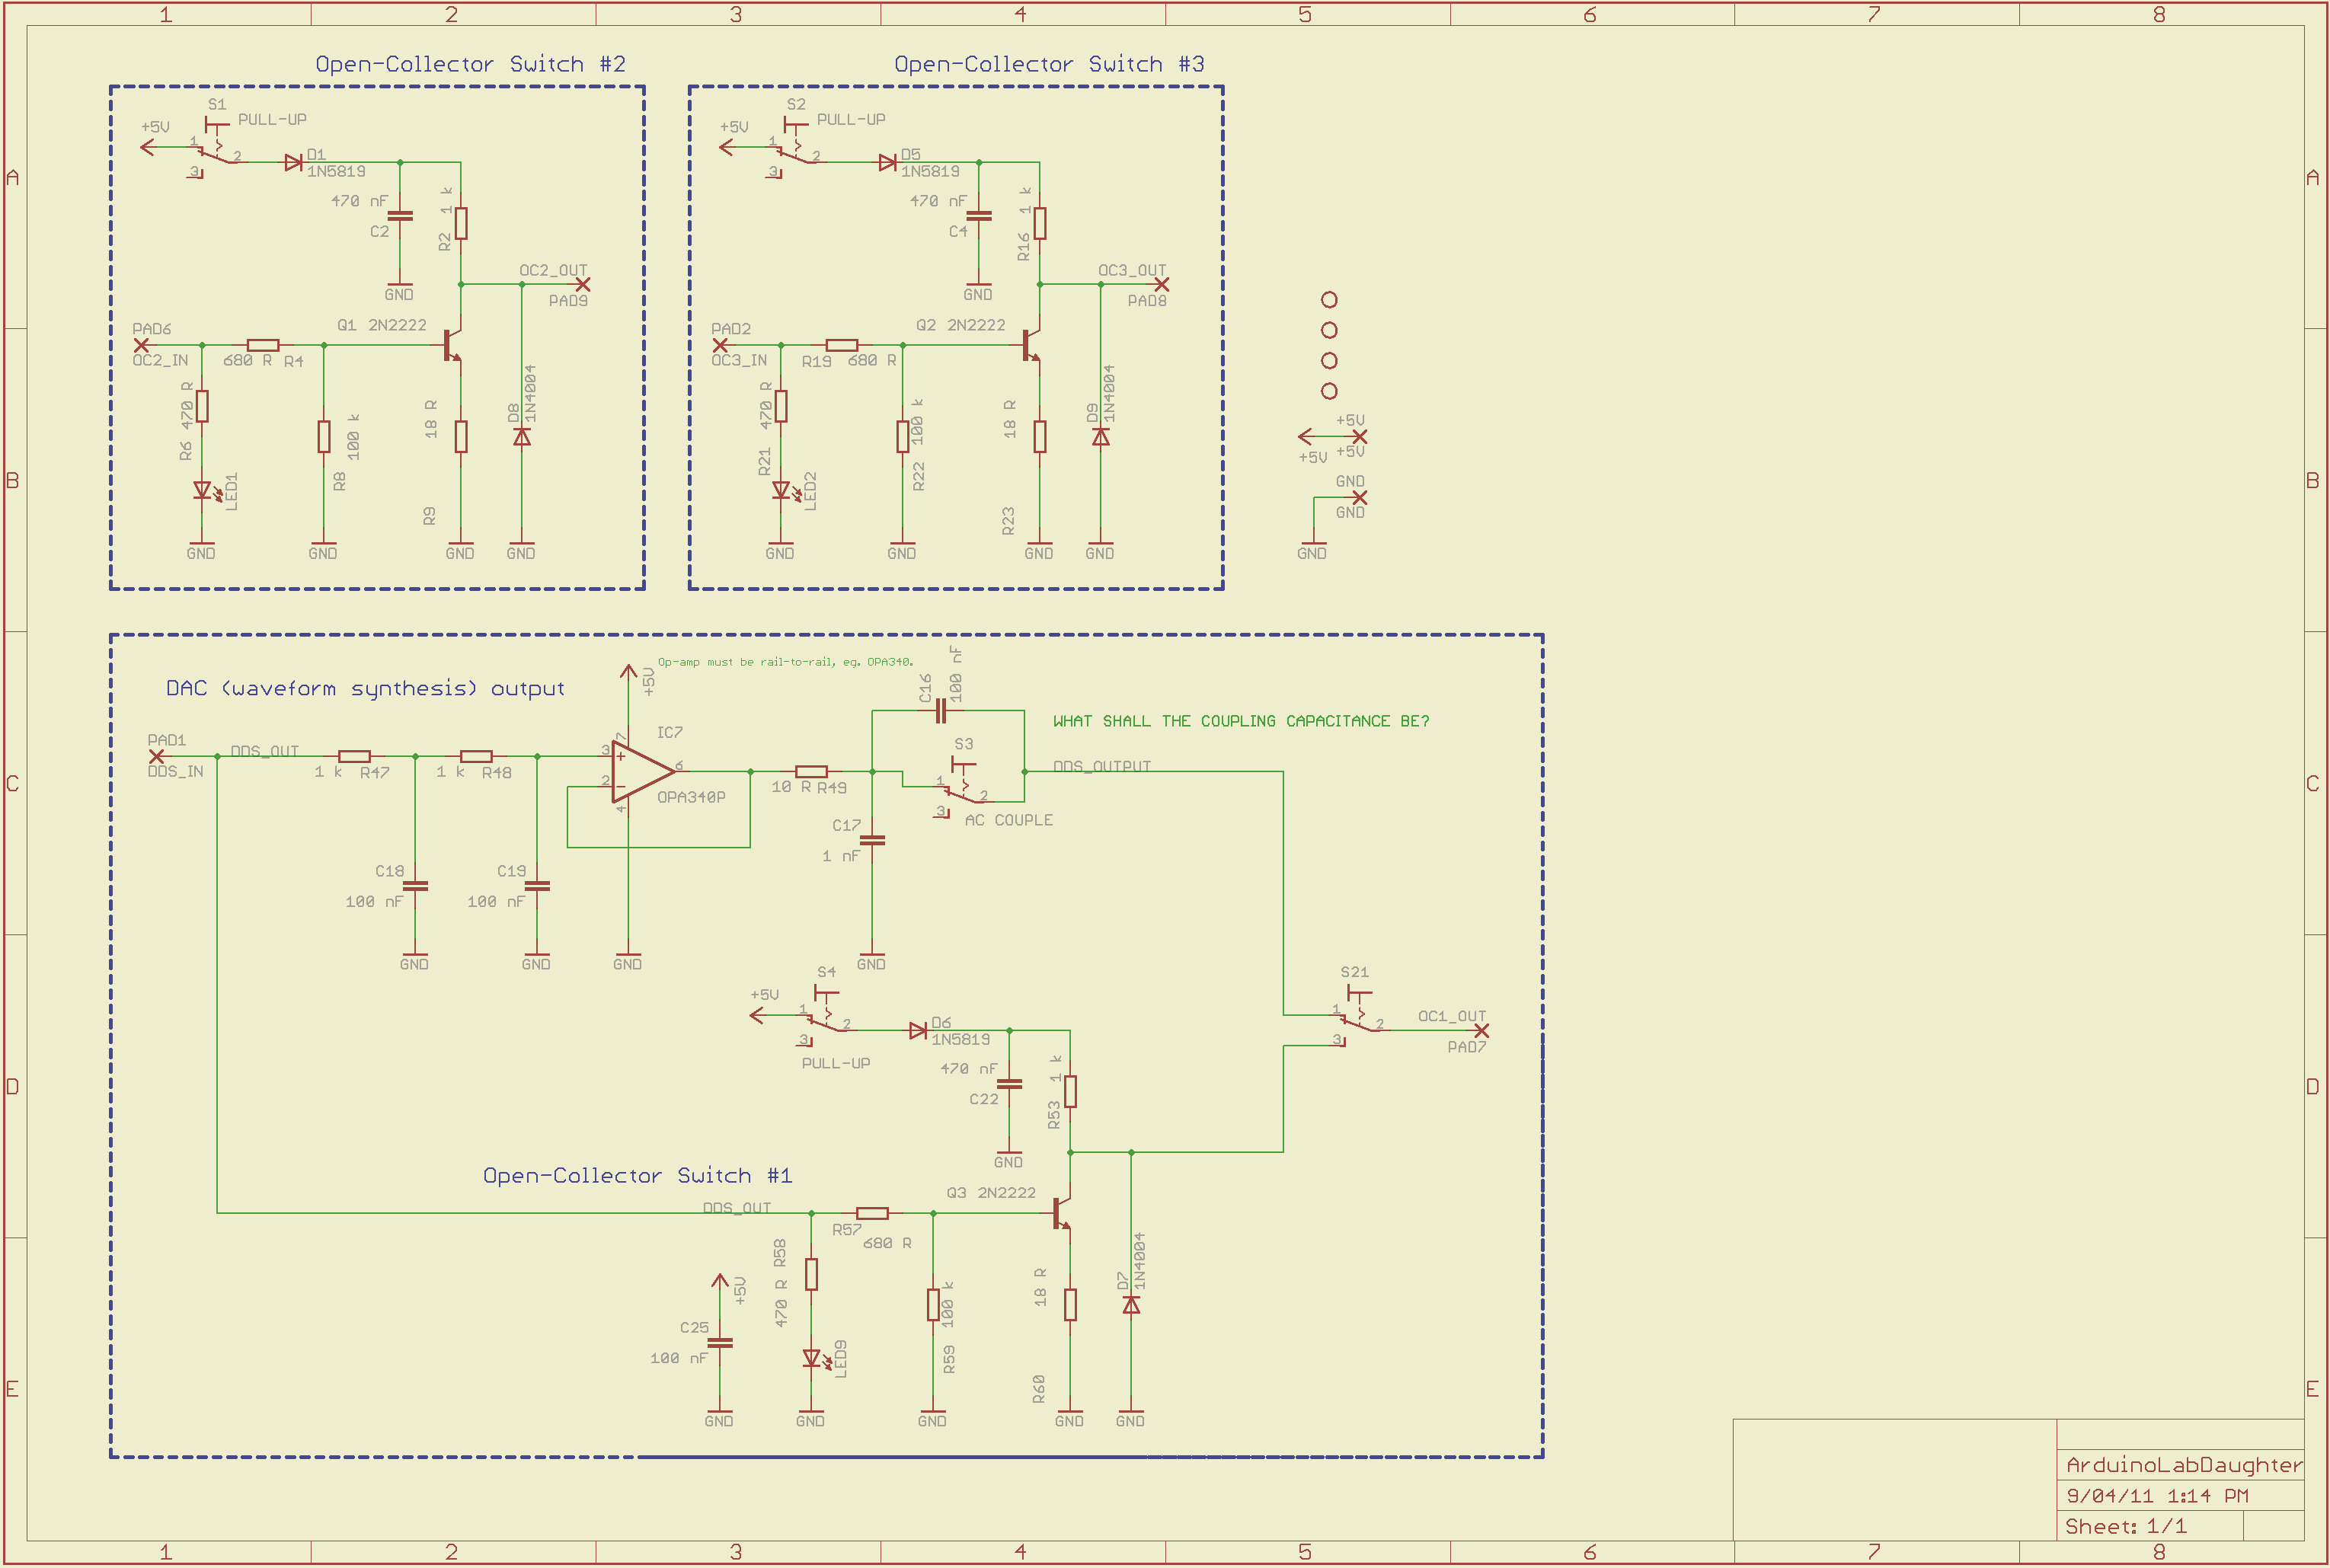 1 2 3 4 5 6 7 8
A
B
C
D
E
A
B
C
D
E
1 2 3 4 5 6 7 8
Open-Collector Switch #2
S1
PULL-UP
+5V
1
2
3
D1
1N5819
470 nF
C2
GND
1 k
R2
OC2_OUT
PAD9
Q1 2N2222
PAD6
OC2_IN
680 R R4
470 R
R6
LED1
GND
100 k
R8
GND
18 R
R9
GND
D8
1N4004
GND
Open-Collector Switch #3
S2
PULL-UP
+5V
1
2
3
D5
1N5819
470 nF
C4
GND
1 k
R16
OC3_OUT
PAD8
Q2 2N2222
PAD2
OC3_IN
R19 680 R
470 R
R21
LED2
GND
100 k
R22
GND
18 R
R23
GND
D9
1N4004
GND
+5V
+5V
+5V
GND
GND
GND
DAC (waveform synthesis) output
Op-amp must be rail-to-rail, eg. OPA340.
+5V
PAD1
DDS_IN
DDS_OUT
1 k R47
1 k R48
C18
100 nF
GND
C19
100 nF
GND
IC7
3
2
7
4
6
OPA340P
GND
10 R R49
C17
1 nF
GND
C16
100 nF
S3
1
2
3
AC COUPLE
WHAT SHALL THE COUPLING CAPACITANCE BE?
DDS_OUTPUT
S4
+5V
1
2
3
PULL-UP
D6
1N5819
470 nF
C22
GND
1 k
R53
S21
1
2
3
OC1_OUT
PAD7
Open-Collector Switch #1
DDS_OUT
R57
680 R
Q3 2N2222
+5V
C25
100 nF
GND
R58
470 R
LED9
GND
100 k
R59
GND
18 R
R60
GND
D7
1N4004
GND
ArduinoLabDaughter
9/04/11 1:14 PM
Sheet: 1/1